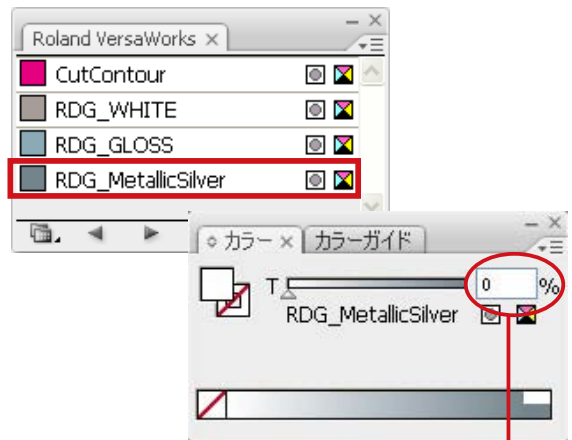 Roland VersaWorks
CutContour
RDG_WHITE
RDG_GLOSS
RDG_MetallicSilver
カラー カラーガイド
T 0 %
RDG_MetallicSilver